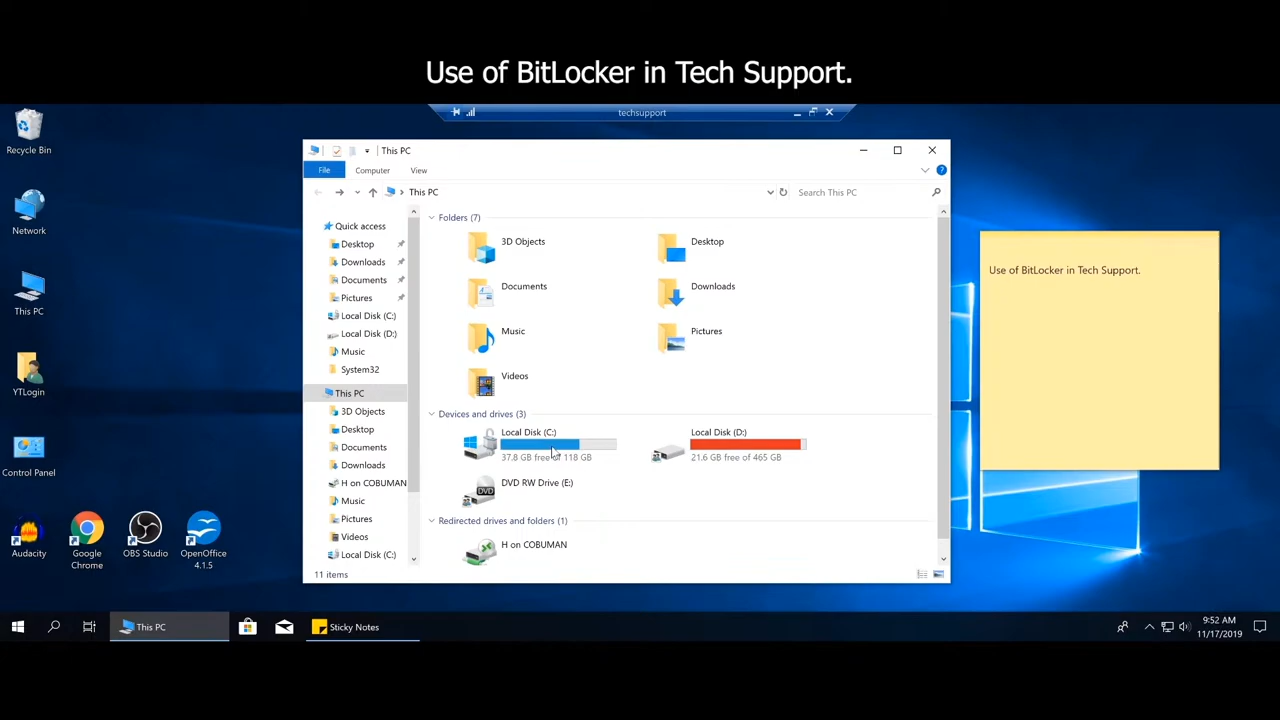 Use of BitLocker in Tech Support.
techsupport
Recycle Bin
Network
This PC
YTLogin
Control Panel
Audacity
Google Chrome
OBS Studio
OpenOffice 4.1.5
This PC
File
Computer
View
This PC
Search This PC
Quick access
Desktop
Downloads
Documents
Pictures
Local Disk (C:)
Local Disk (D:)
Music
System32
This PC
3D Objects
Desktop
Documents
Downloads
H on COBUMAN
Music
Pictures
Videos
Local Disk (C:)
Folders (7)
3D Objects
Desktop
Documents
Downloads
Music
Pictures
Videos
Devices and drives (3)
Local Disk (C:)
37.8 GB free of 118 GB
Local Disk (D:)
21.6 GB free of 465 GB
DVD
DVD RW Drive (E:)
Redirected drives and folders (1)
H on COBUMAN
11 items
Use of BitLocker in Tech Support.
This PC
Sticky Notes
9:52 AM
11/17/2019